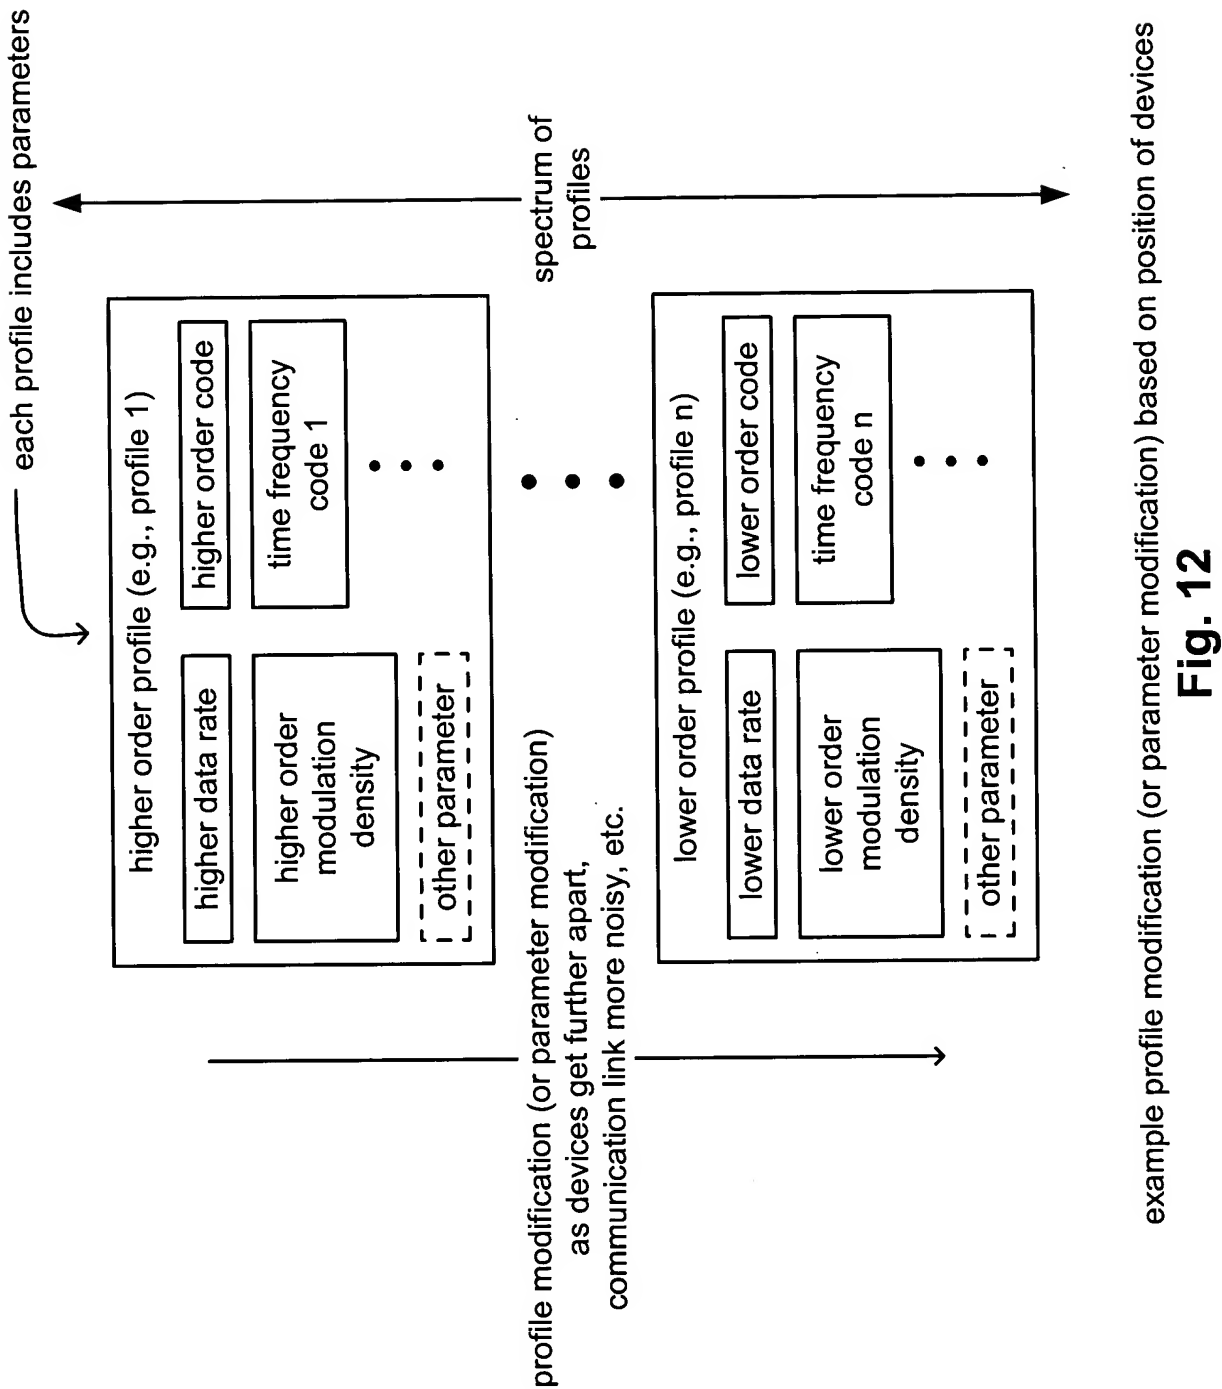 each profile includes parameters
higher order profile (e.g., profile 1)
higher data rate
higher order code
higher order
modulation
density
time frequency
code 1
other parameter
profile modification (or parameter modification)
as devices get further apart,
communication link more noisy, etc.
spectrum of
profiles
lower order profile (e.g., profile n)
lower data rate
lower order code
lower order
modulation
density
time frequency
code n
other parameter
example profile modification (or parameter modification) based on position of devices
Fig. 12